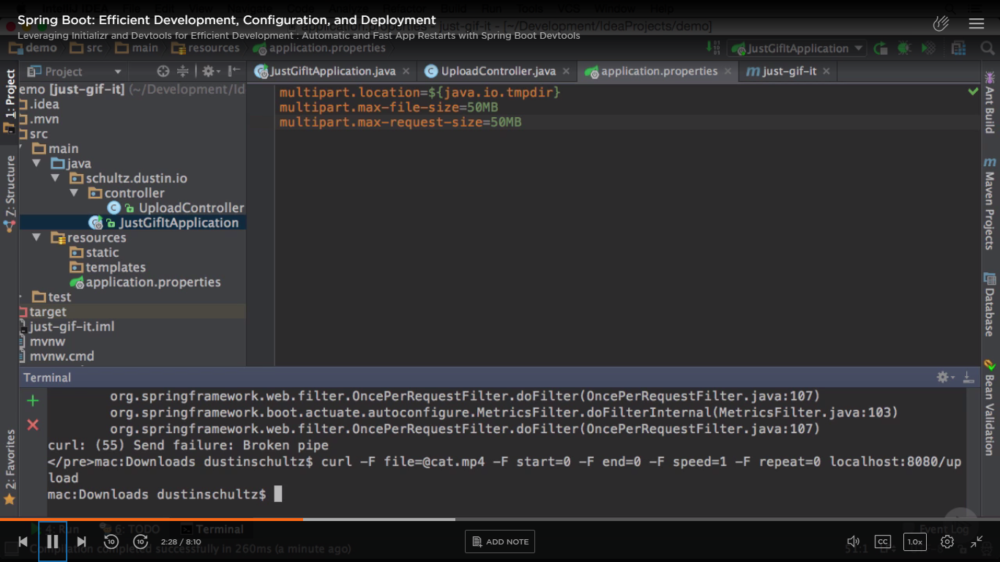 Spring Boot: Efficient Development, Configuration, and Deployment
Leveraging Initializr and Devtools for Efficient Development : Automatic and Fast App Restarts with Spring Boot Devtools
just-gif-it - [~/Development/IdeaProjects/demo]
demo src main resources application.properties
JustGifItApplication
Project
JustGifItApplication.java
UploadController.java
application.properties
just-gif-it
1: Project
Z: Structure
2: Favorites
emo [just-gif-it] (~/Development/Id
.idea
.mvn
src
main
java
schultz.dustin.io
controller
UploadController
JustGifItApplication
resources
static
templates
application.properties
test
target
just-gif-it.iml
mvnw
mvnw.cmd
multipart.location=${java.io.tmpdir}
multipart.max-file-size=50MB
multipart.max-request-size=50MB
Ant Build
Maven Projects
Database
Bean Validation
Terminal
org.springframework.web.filter.OncePerRequestFilter.doFilter(OncePerRequestFilter.java:107)
org.springframework.boot.actuate.autoconfigure.MetricsFilter.doFilterInternal(MetricsFilter.java:103)
org.springframework.web.filter.OncePerRequestFilter.doFilter(OncePerRequestFilter.java:107)
curl: (55) Send failure: Broken pipe
</pre>mac:Downloads dustinschultz$ curl -F file=@cat.mp4 -F start=0 -F end=0 -F speed=1 -F repeat=0 localhost:8080/up
load
mac:Downloads dustinschultz$
4: Run 6: TODO Terminal
Event Log
10 10 2:28 / 8:10
ADD NOTE
CC 1.0x
Compilation completed successfully in 260ms (a minute ago)
51:1